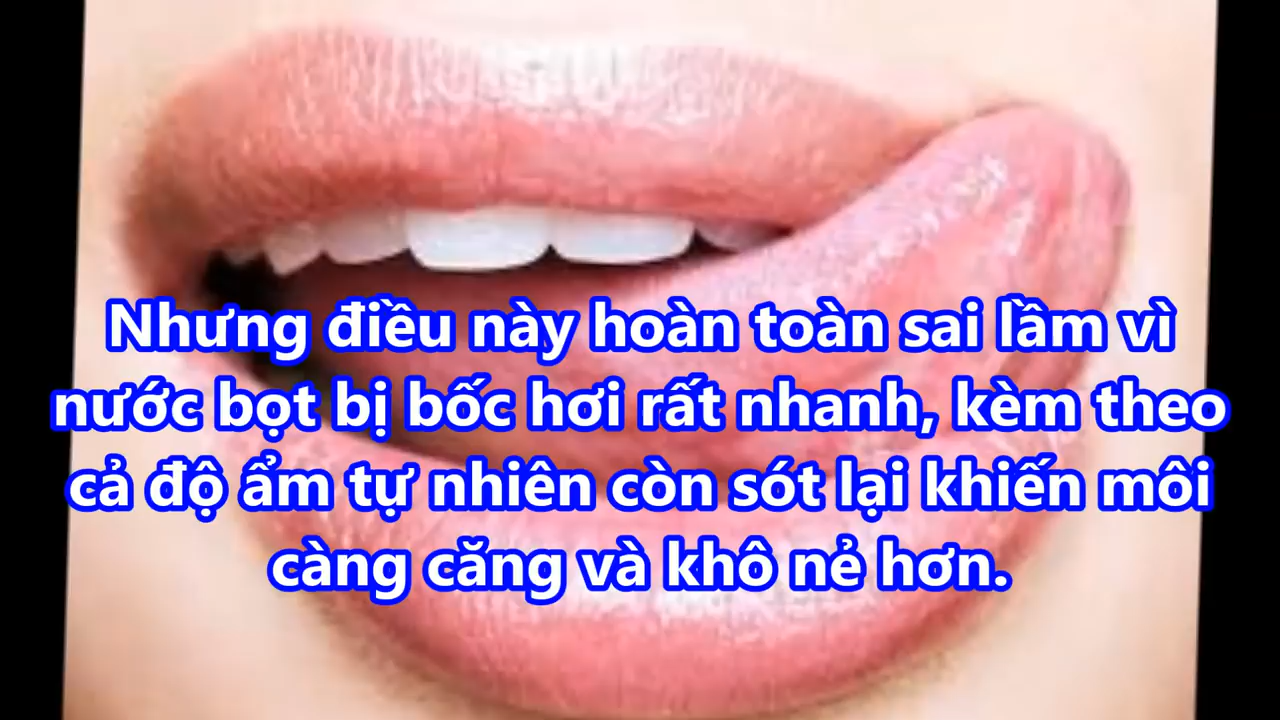 Nhưng điều này hoàn toàn sai lầm vì
nước bọt bị bốc hơi rất nhanh, kèm theo
cả độ ẩm tự nhiên còn sót lại khiến môi
càng căng và khô nẻ hơn.